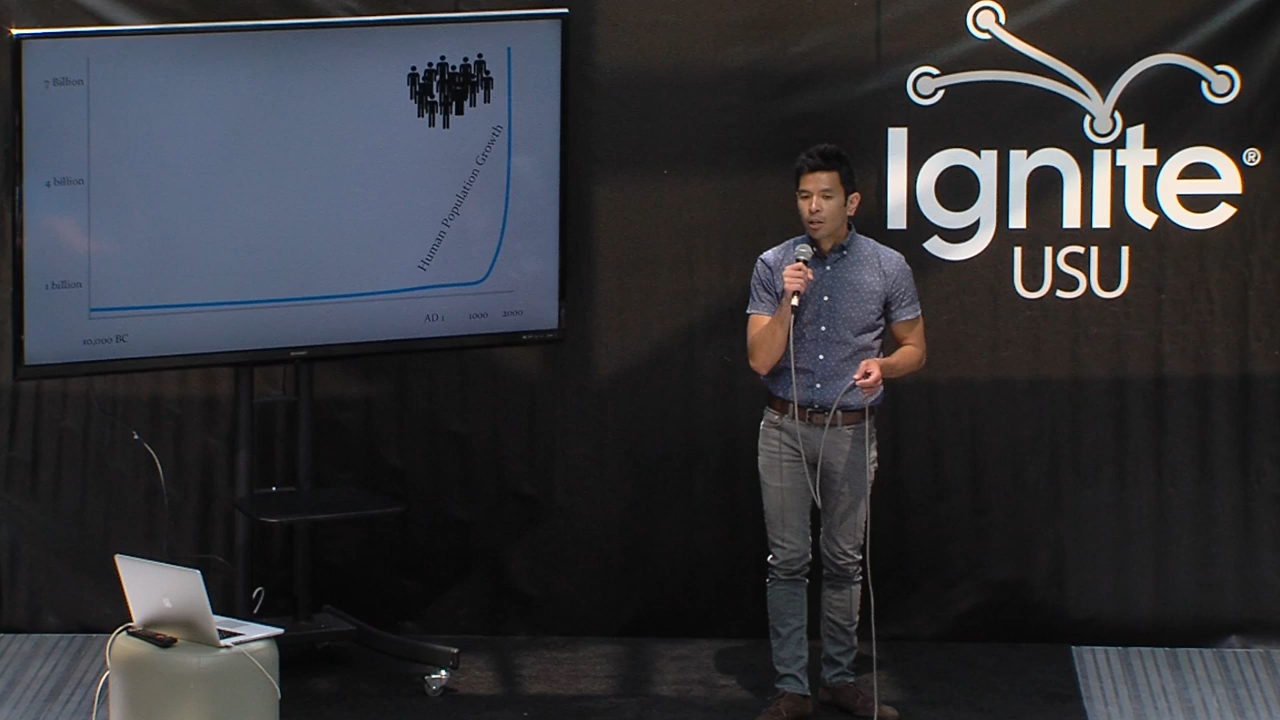 7 Billion
4 billion
1 billion
Human Population Growth
AD 1
1000
2000
10,000 BC
Ignite®
USU